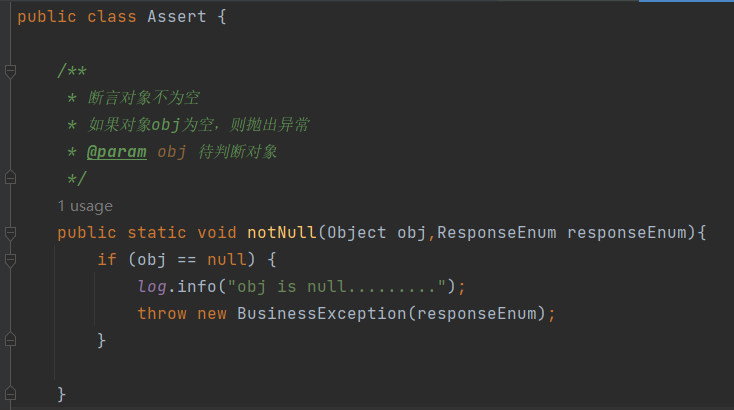 public class Assert {
/**
* 断言对象不为空
* 如果对象obj为空，则抛出异常
* @param obj 待判断对象
*/
1 usage
public static void notNull(Object obj,ResponseEnum responseEnum){
if (obj == null) {
log.info("obj is null.........");
throw new BusinessException(responseEnum);
}
}